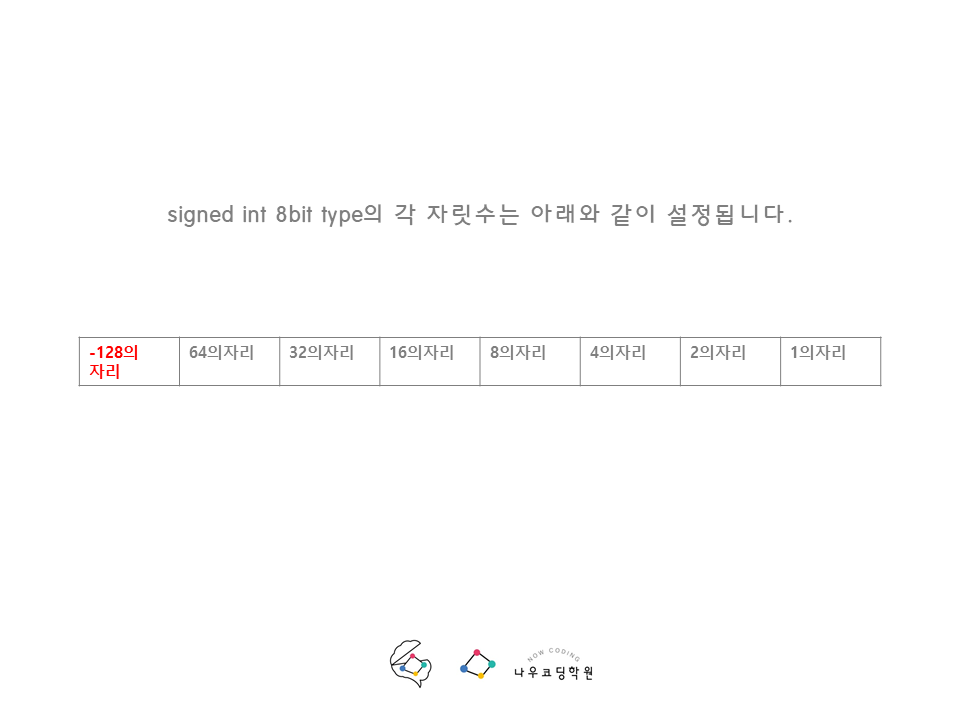 signed int 8bit type의 각 자릿수는 아래와 같이 설정됩니다.
-128의
자리
64의자리
32의자리
16의자리
8의자리
4의자리
2의자리
1의자리
NOW CODING
나우코딩학원